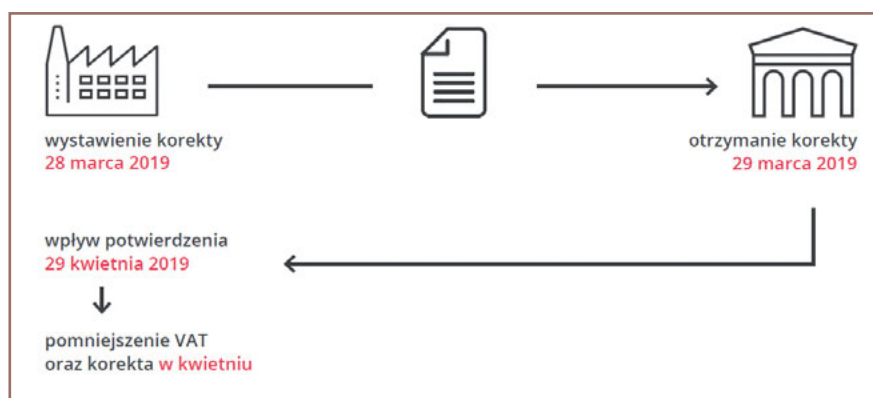 wystawienie korekty
28 marca 2019
otrzymanie korekty
29 marca 2019
wpływ potwierdzenia
29 kwietnia 2019
pomniejszenie VAT
oraz korekta w kwietniu